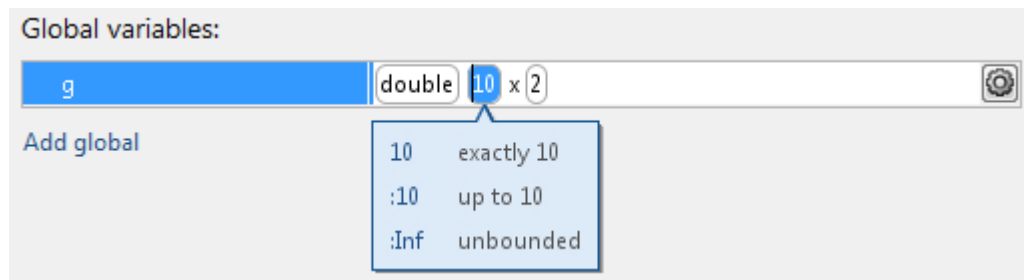 Global variables:
g double 10 x 2
Add global
10 exactly 10
:10 up to 10
:Inf unbounded